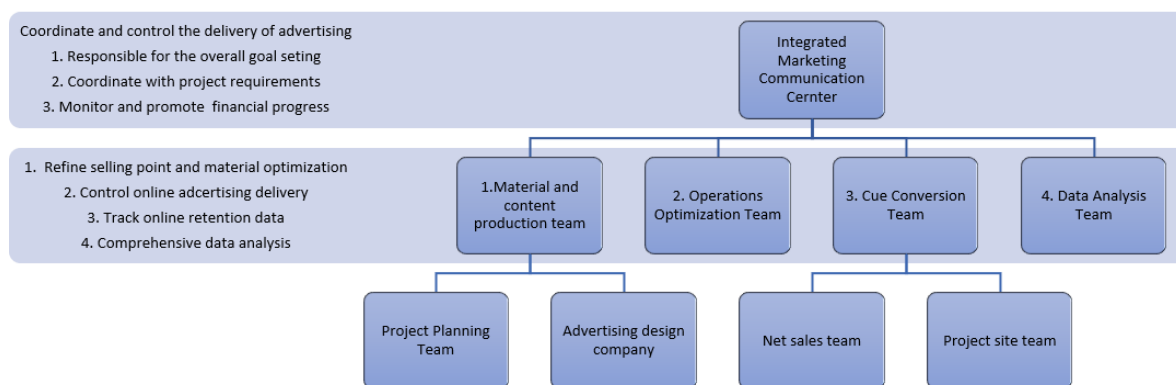 Coordinate and control the delivery of advertising
1. Responsible for the overall goal seting
2. Coordinate with project requirements
3. Monitor and promote financial progress
Integrated
Marketing
Communication
Cernter
1. Refine selling point and material optimization
2. Control online adcertising delivery
3. Track online retention data
4. Comprehensive data analysis
1.Material and
content
production team
2. Operations
Optimization Team
3. Cue Conversion
Team
4. Data Analysis
Team
Project Planning
Team
Advertising design
company
Net sales team
Project site team